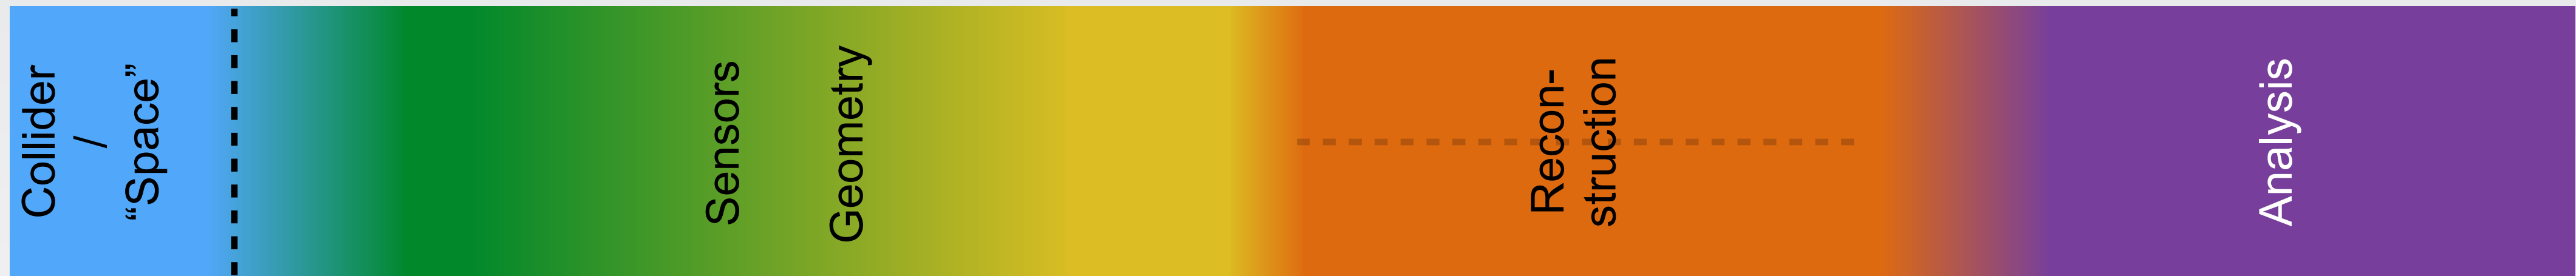 Collider
/
“Space”
Sensors
Geometry
Recon-
struction
Analysis